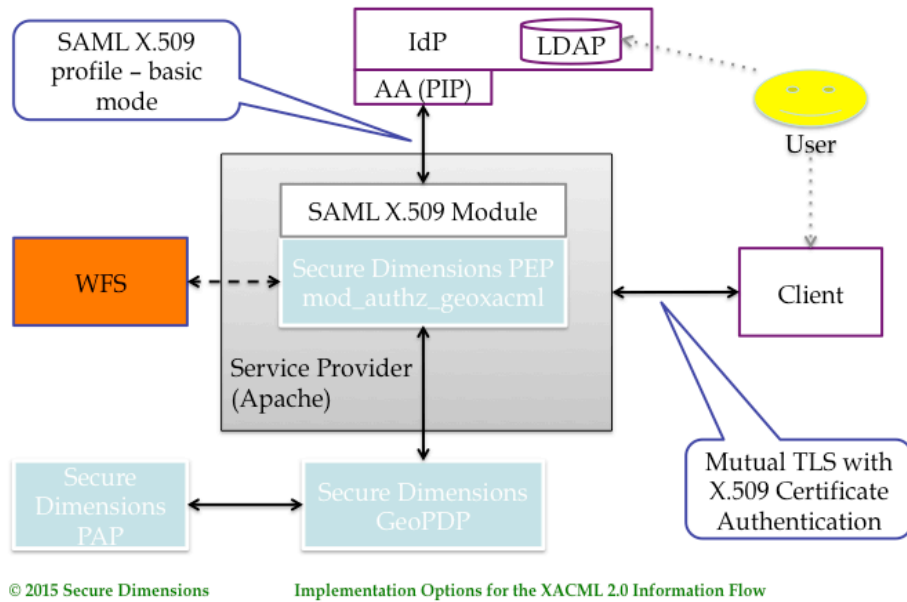 SAML X.509
profile – basic
mode
IdP
LDAP
AA (PIP)
User
SAML X.509 Module
Secure Dimensions PEP
mod_authz_geoxacml
WFS
Client
Service Provider
(Apache)
Secure
Dimensions
PAP
Secure Dimensions
GeoPDP
Mutual TLS with
X.509 Certificate
Authentication
© 2015 Secure Dimensions
Implementation Options for the XACML 2.0 Information Flow